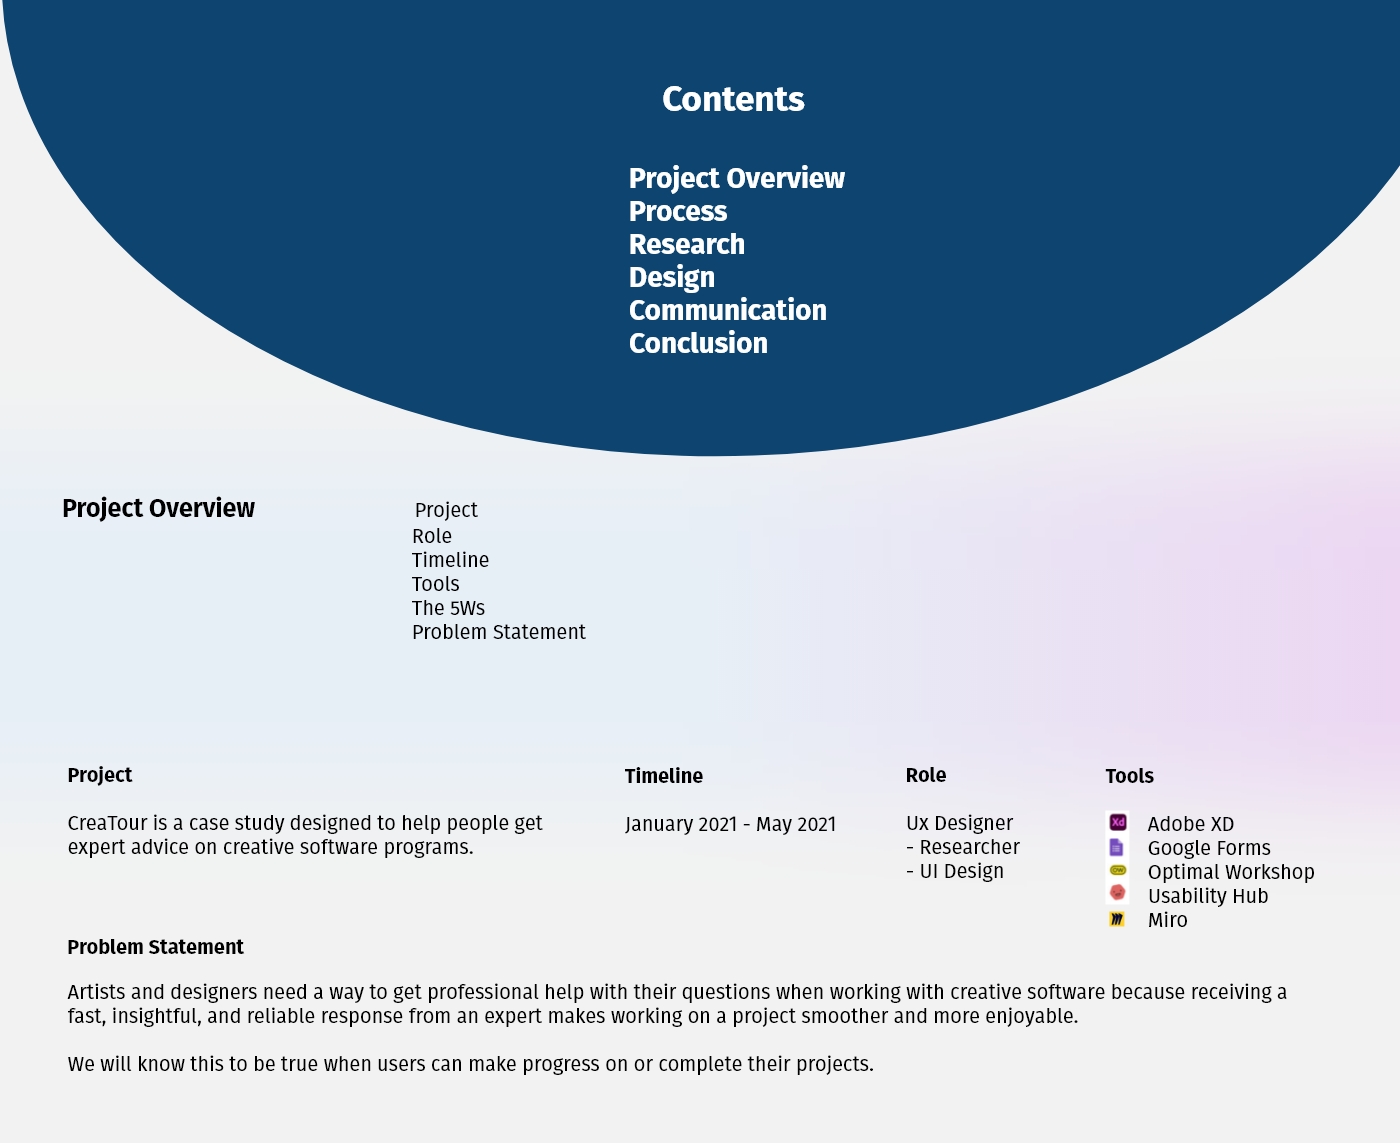 Contents
Project Overview
Process
Research
Design
Communication
Conclusion
Project Overview
Project
Role
Timeline
Tools
The 5Ws
Problem Statement
Project
CreaTour is a case study designed to help people get
expert advice on creative software programs.
Timeline
January 2021 - May 2021
Role
Ux Designer
- Researcher
- UI Design
Tools
Xd Adobe XD
Google Forms
OW Optimal Workshop
Usability Hub
Miro
Problem Statement
Artists and designers need a way to get professional help with their questions when working with creative software because receiving a
fast, insightful, and reliable response from an expert makes working on a project smoother and more enjoyable.
We will know this to be true when users can make progress on or complete their projects.